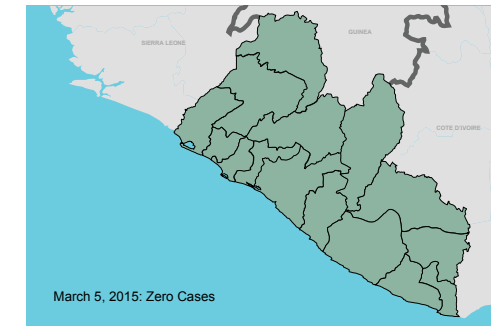 GUINEA
SIERRA LEONE
COTE D'IVOIRE
March 5, 2015: Zero Cases